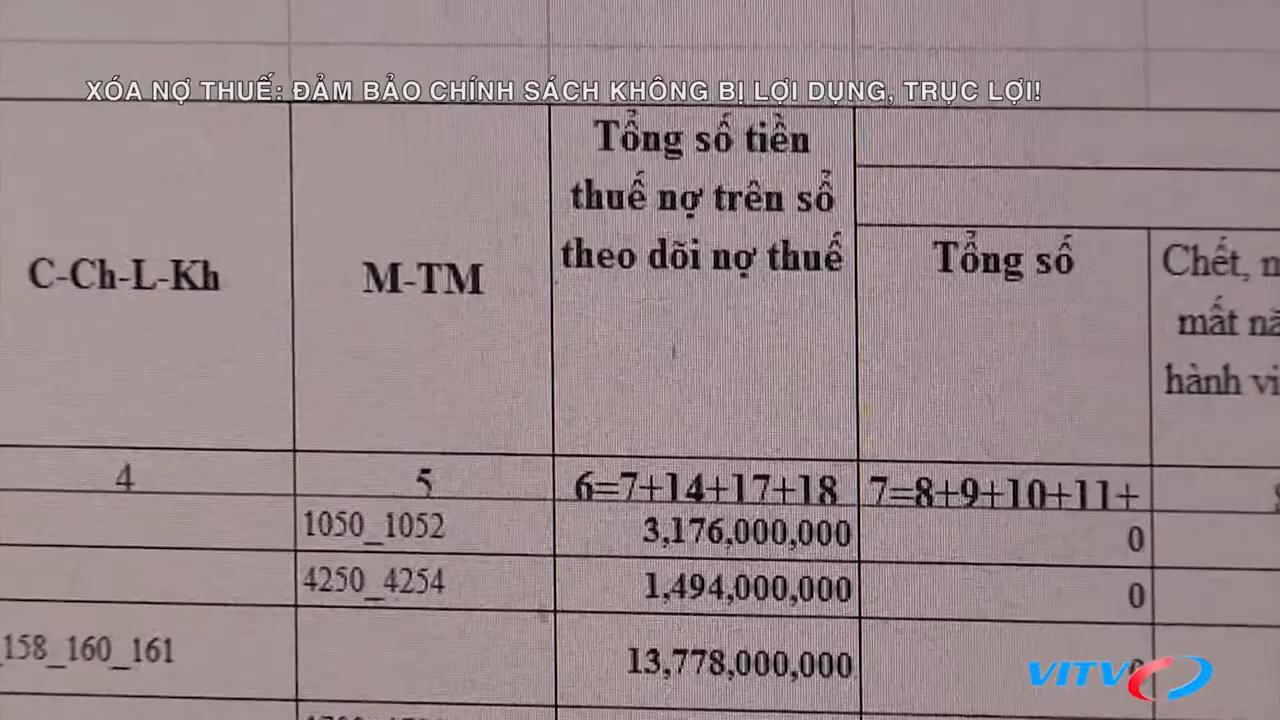 XÓA NỢ THUẾ: ĐẢM BẢO CHÍNH SÁCH KHÔNG BỊ LỢI DỤNG, TRỤC LỢI!
C-Ch-L-Kh
M-TM
Tổng số tiền
thuế nợ trên sổ
theo dõi nợ thuế
Tổng số
Chết,
mất
hành
4 5 6=7+14+17+18 7=8+9+10+11+
1050_1052 3,176,000,000 0
4250_4254 1,494,000,000 0
_158_160_161 13,778,000,000
VITV